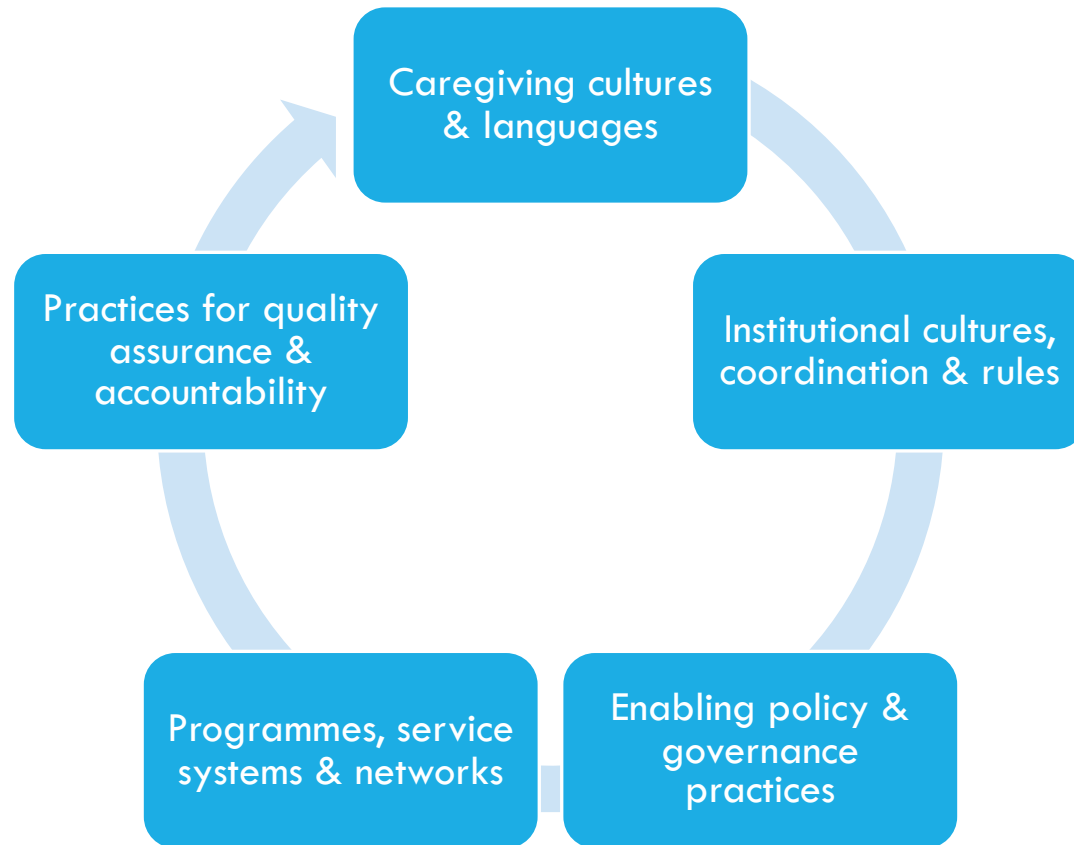 Caregiving cultures
& languages
Institutional cultures,
coordination & rules
Enabling policy &
governance
practices
Programmes, service
systems & networks
Practices for quality
assurance &
accountability